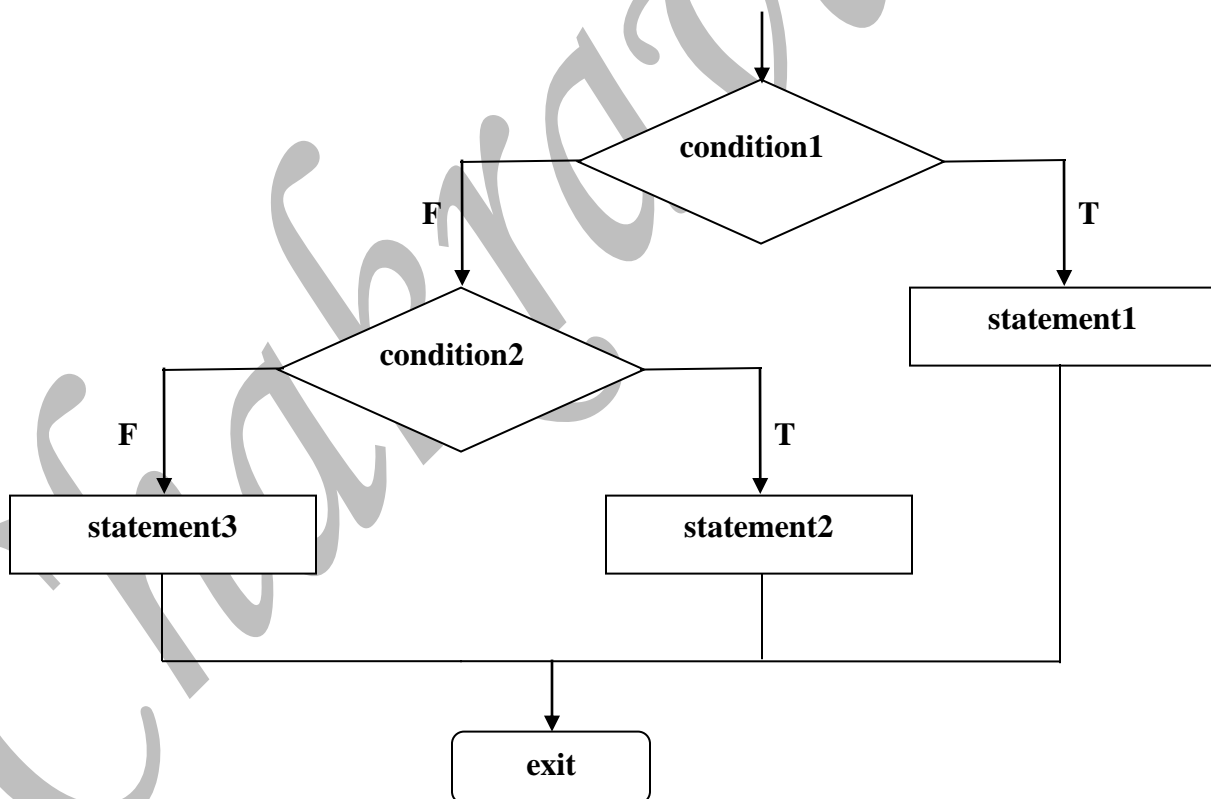 condition1
F
T
statement1
condition2
F
T
statement3
statement2
exit